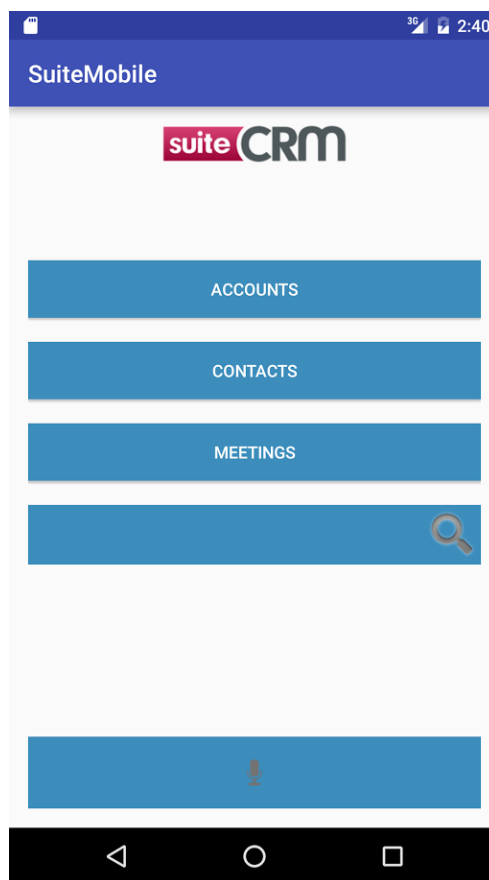 3G 2:40
SuiteMobile
suite CRM
ACCOUNTS
CONTACTS
MEETINGS